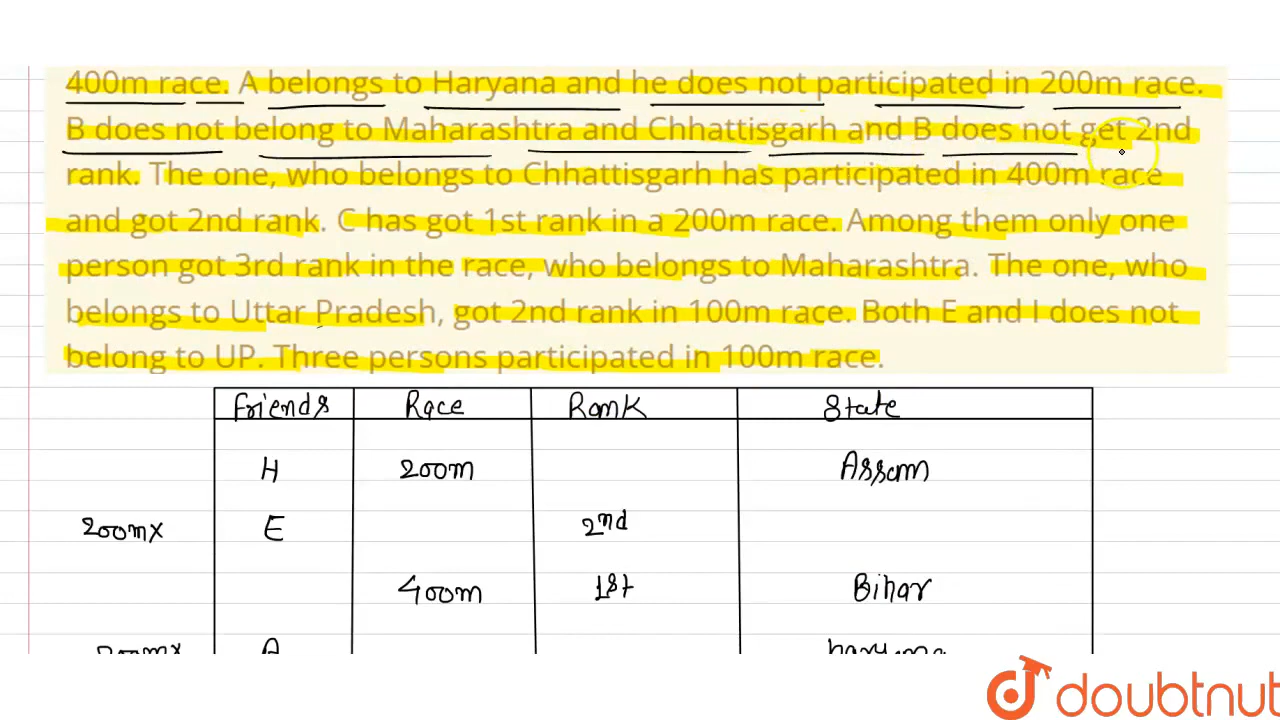 400m race. A belongs to Haryana and he does not participated in 200m race.
B does not belong to Maharashtra and Chhattisgarh and B does not get 2nd
rank. The one, who belongs to Chhattisgarh has participated in 400m race
and got 2nd rank. C has got 1st rank in a 200m race. Among them only one
person got 3rd rank in the race, who belongs to Maharashtra. The one, who
belongs to Uttar Pradesh, got 2nd rank in 100m race. Both E and I does not
belong to UP. Three persons participated in 100m race.
Friends Race Rank State
H 200m Assam
200mx E 2nd
400m 1st Bihar
200mx A haryana
doubtnut